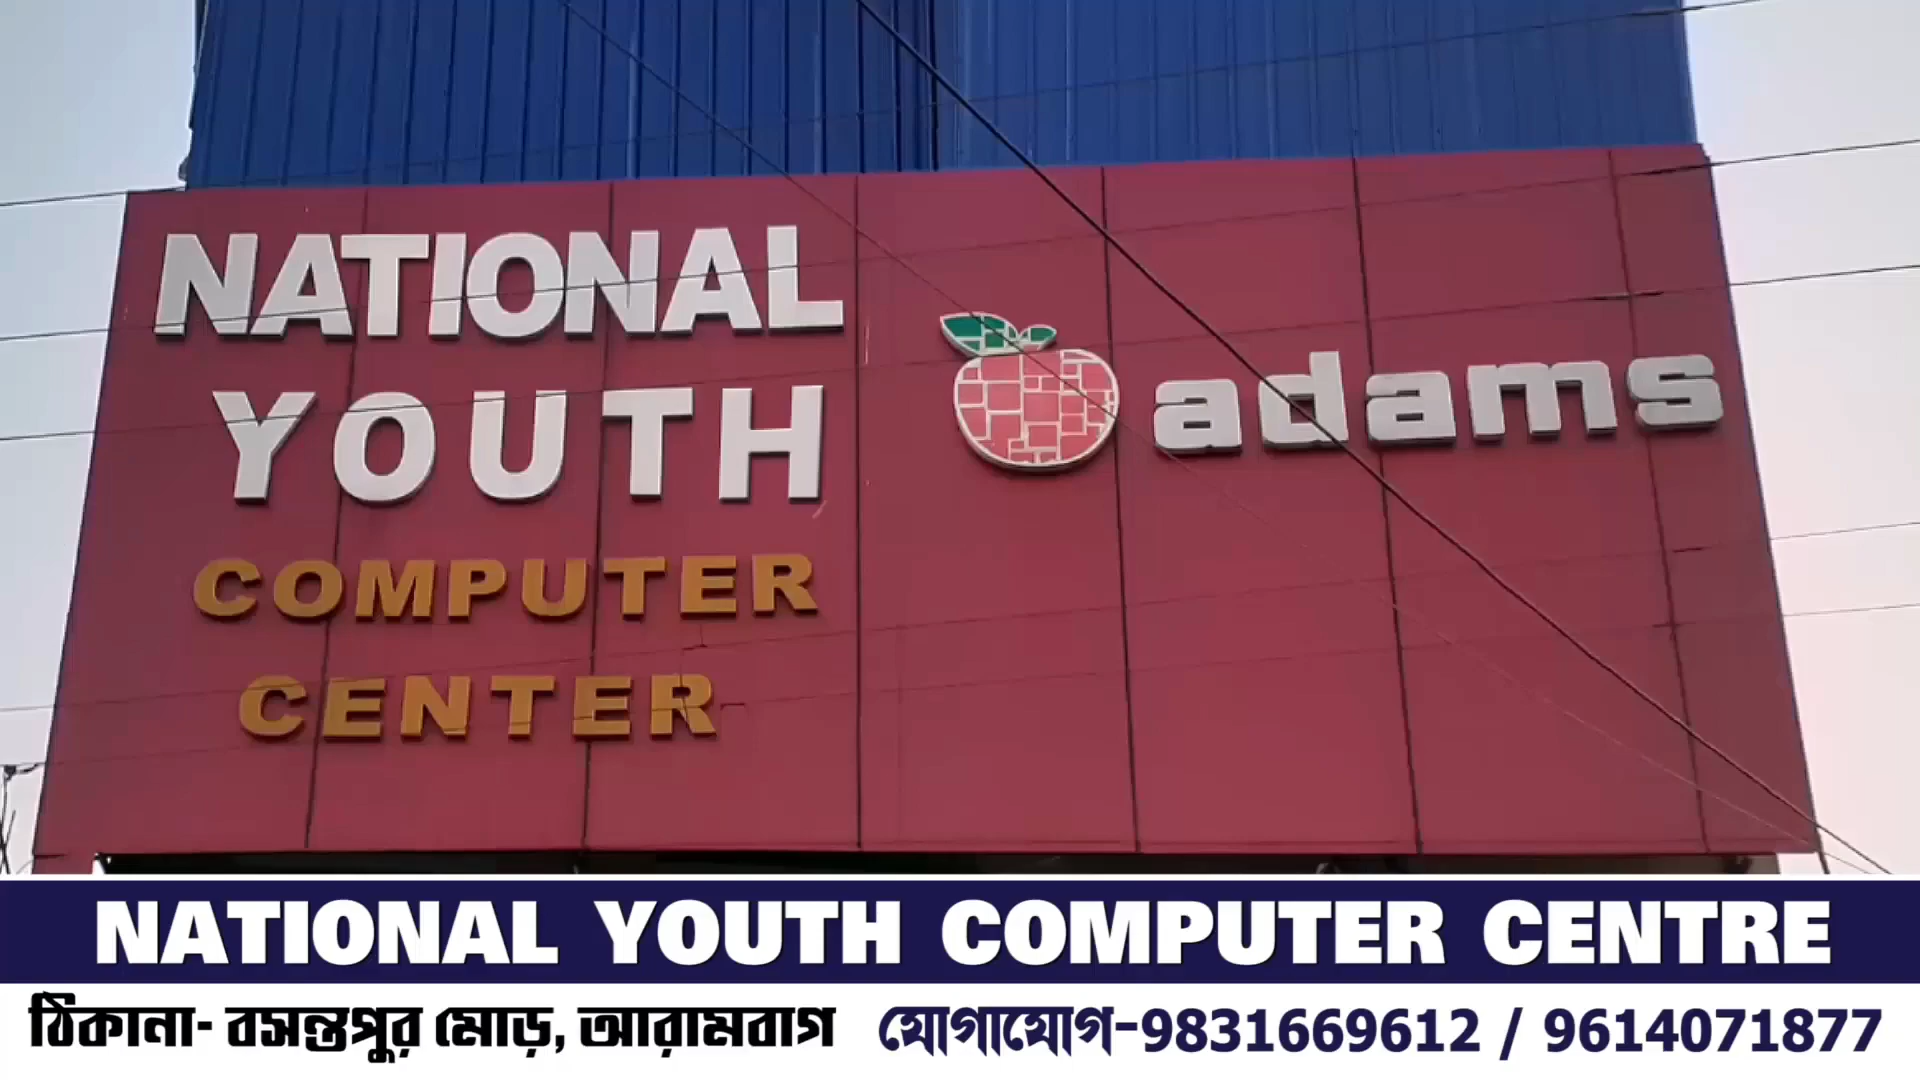 NATIONAL
YOUTH
COMPUTER
CENTER
adams
NATIONAL YOUTH COMPUTER CENTRE
ঠিকানা- বসন্তপুর মোড়, আরামবাগ যোগাযোগ-9831669612 / 9614071877